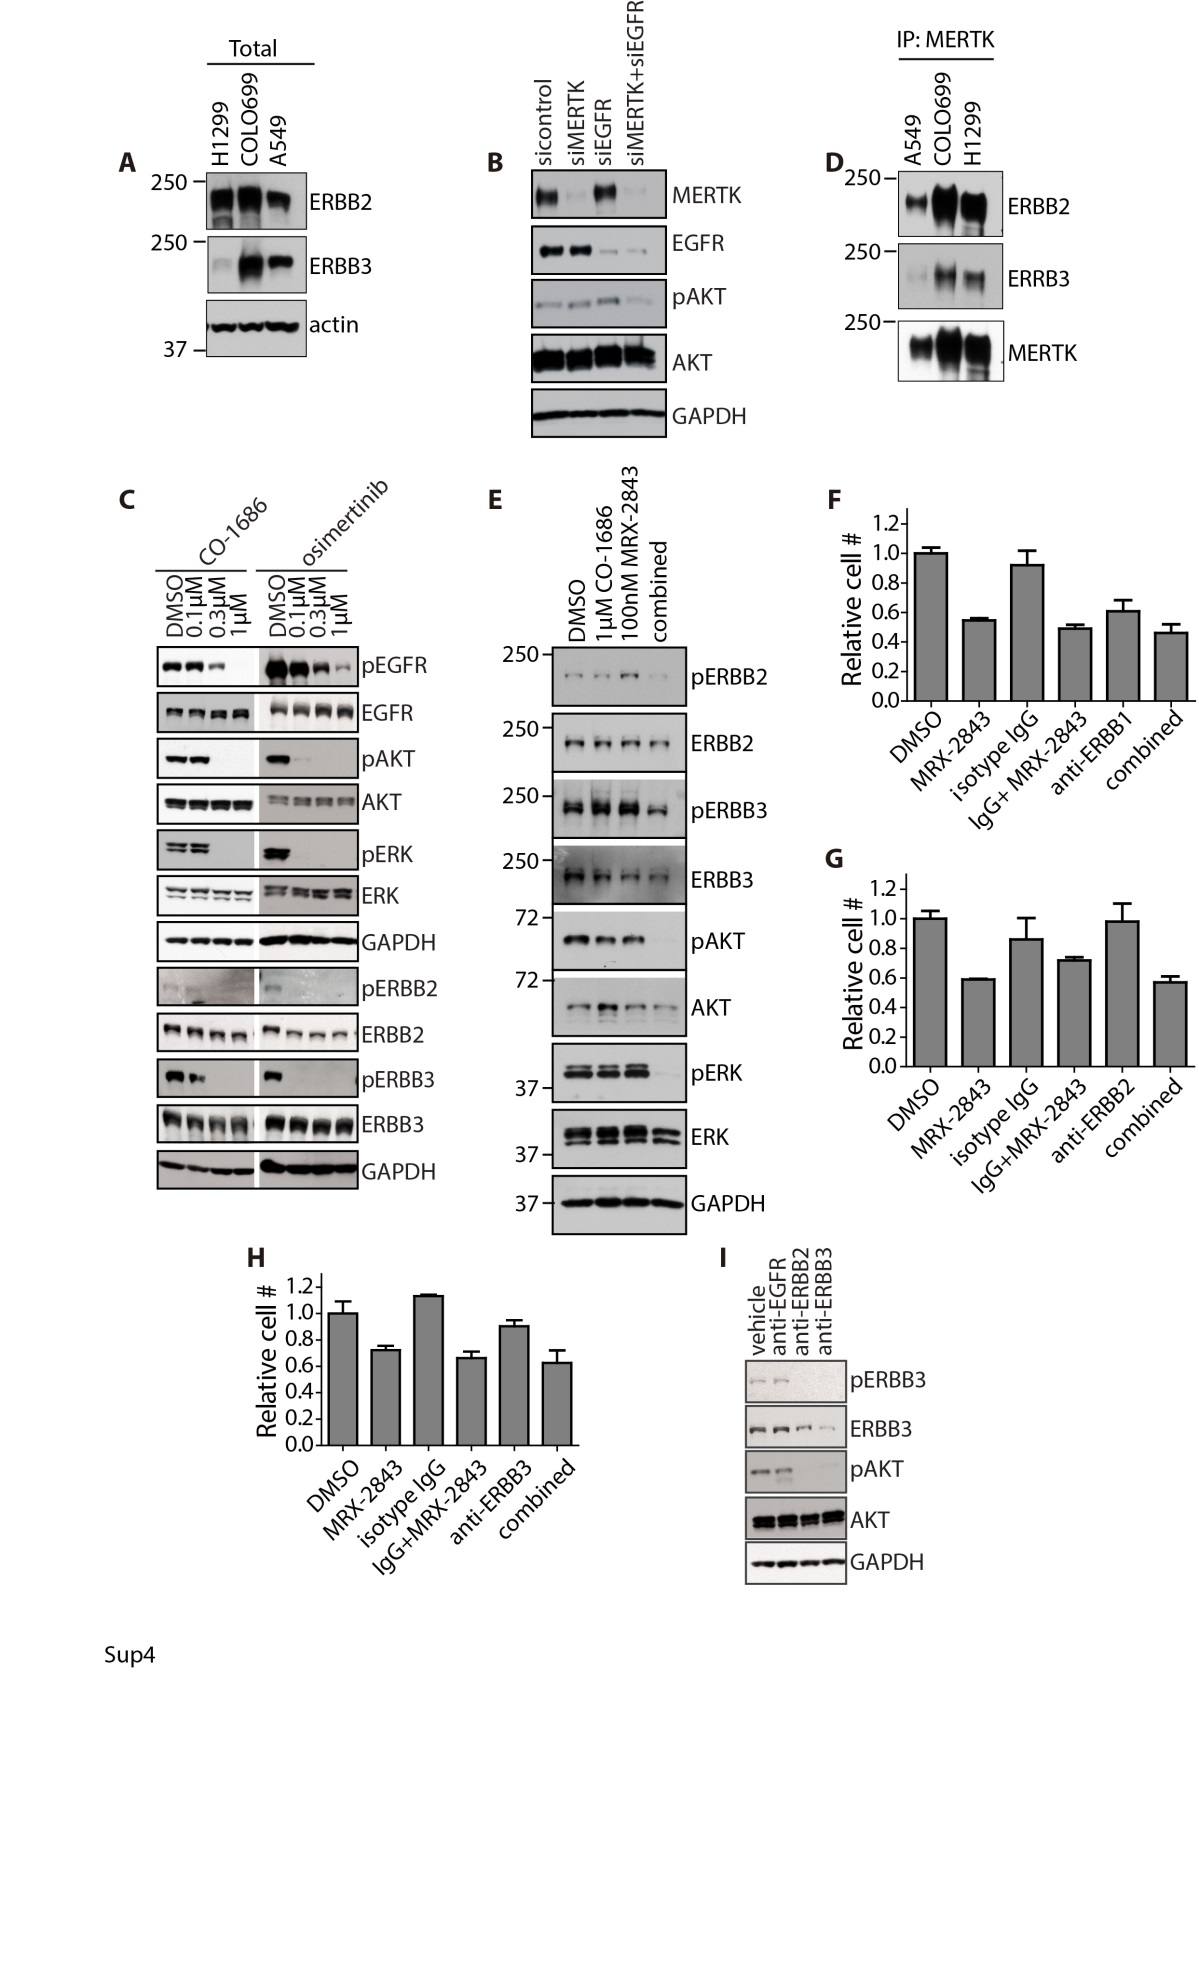 A
Total
H1299
COLO699
A549
250
ERBB2
250
ERBB3
actin
37
B
sicontrol
siMERTK
siEGFR
siMERTK+siEGFR
MERTK
EGFR
pAKT
AKT
GAPDH
D
IP: MERTK
A549
COLO699
H1299
250
ERBB2
250
ERRB3
250
MERTK
C
CO-1686
osimertinib
DMSO
0.1µM
0.3µM
1µM
DMSO
0.1µM
0.3µM
1µM
pEGFR
EGFR
pAKT
AKT
pERK
ERK
GAPDH
pERBB2
ERBB2
pERBB3
ERBB3
GAPDH
E
DMSO
1µM CO-1686
100nM MRX-2843
combined
250
pERBB2
250
ERBB2
250
pERBB3
250
ERBB3
72
pAKT
72
AKT
pERK
37
ERK
37
37
GAPDH
F
Relative cell #
1.2
1.0
0.8
0.6
0.4
0.2
0.0
DMSO
MRX-2843
isotype IgG
IgG+ MRX-2843
anti-ERBB1
combined
G
Relative cell #
1.2
1.0
0.8
0.6
0.4
0.2
0.0
DMSO
MRX-2843
isotype IgG
IgG+MRX-2843
anti-ERBB2
combined
H
Relative cell #
1.2
1.0
0.8
0.6
0.4
0.2
0.0
DMSO
MRX-2843
isotype IgG
IgG+MRX-2843
anti-ERBB3
combined
I
vehicle
anti-EGFR
anti-ERBB2
anti-ERBB3
pERBB3
ERBB3
pAKT
AKT
GAPDH
Sup4